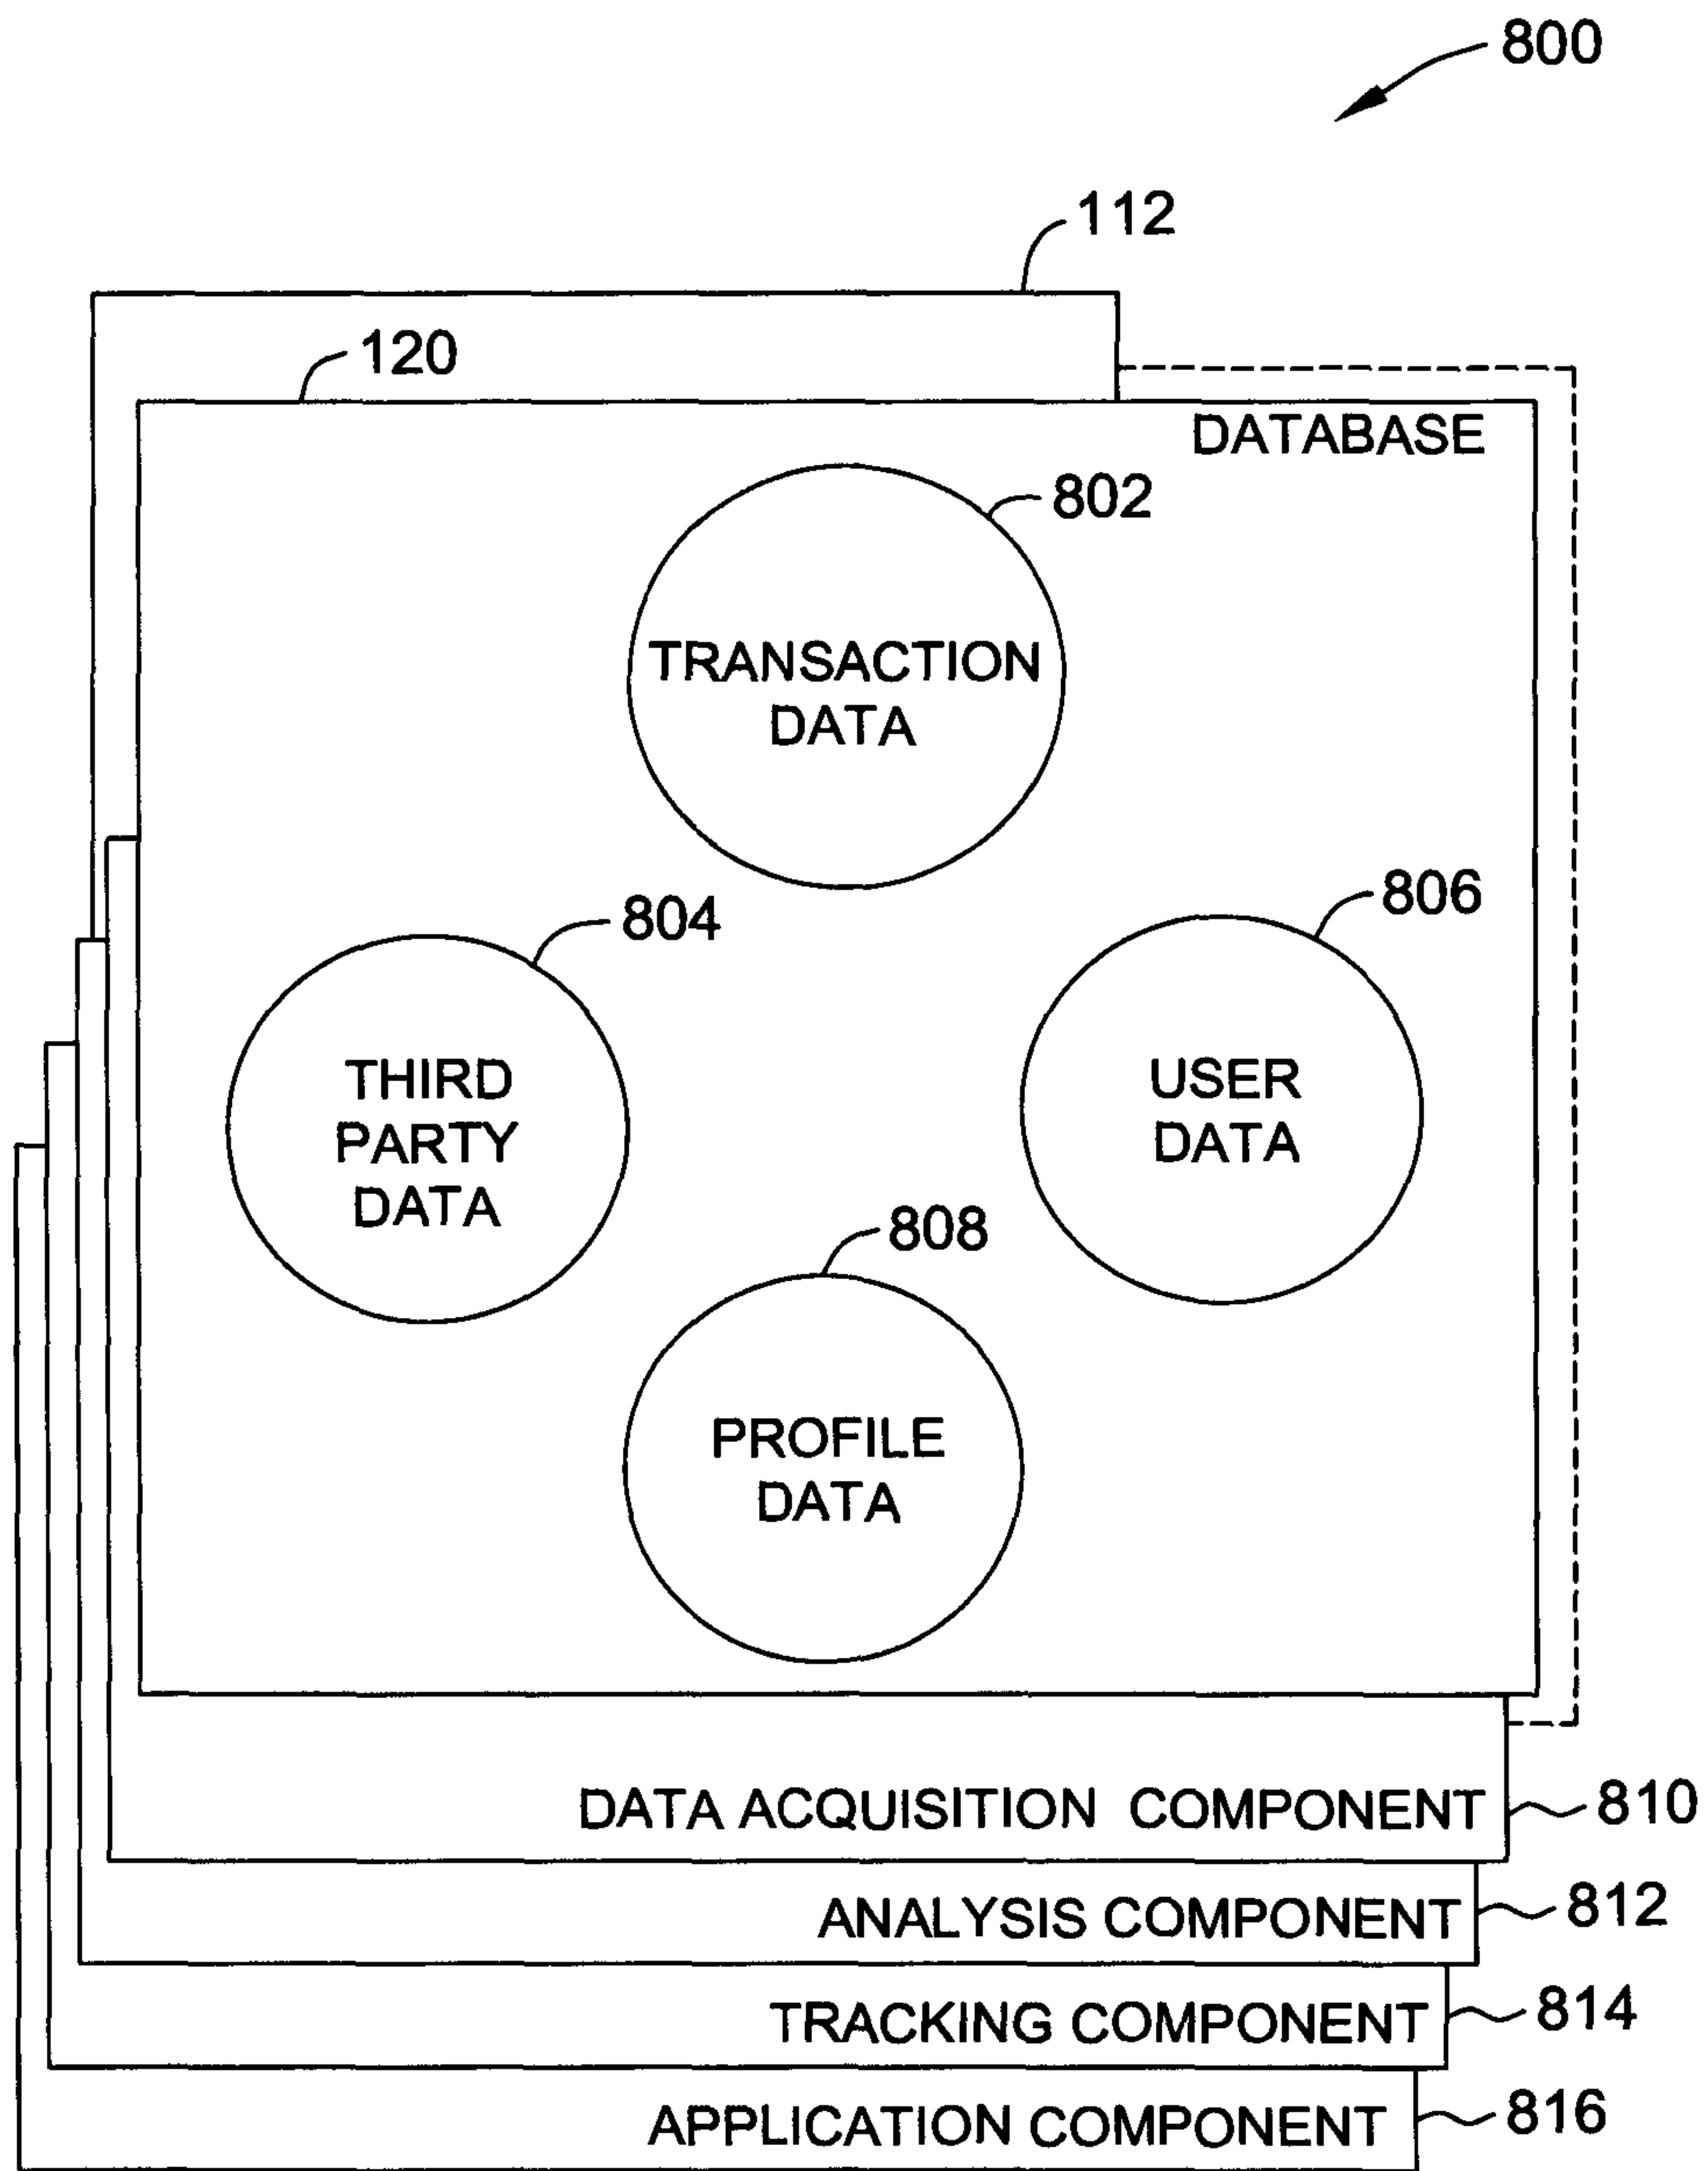 800
112
120
DATABASE
802
TRANSACTION
DATA
804
806
THIRD
PARTY
DATA
USER
DATA
808
PROFILE
DATA
DATA ACQUISITION COMPONENT
810
ANALYSIS COMPONENT
812
TRACKING COMPONENT
814
APPLICATION COMPONENT
816